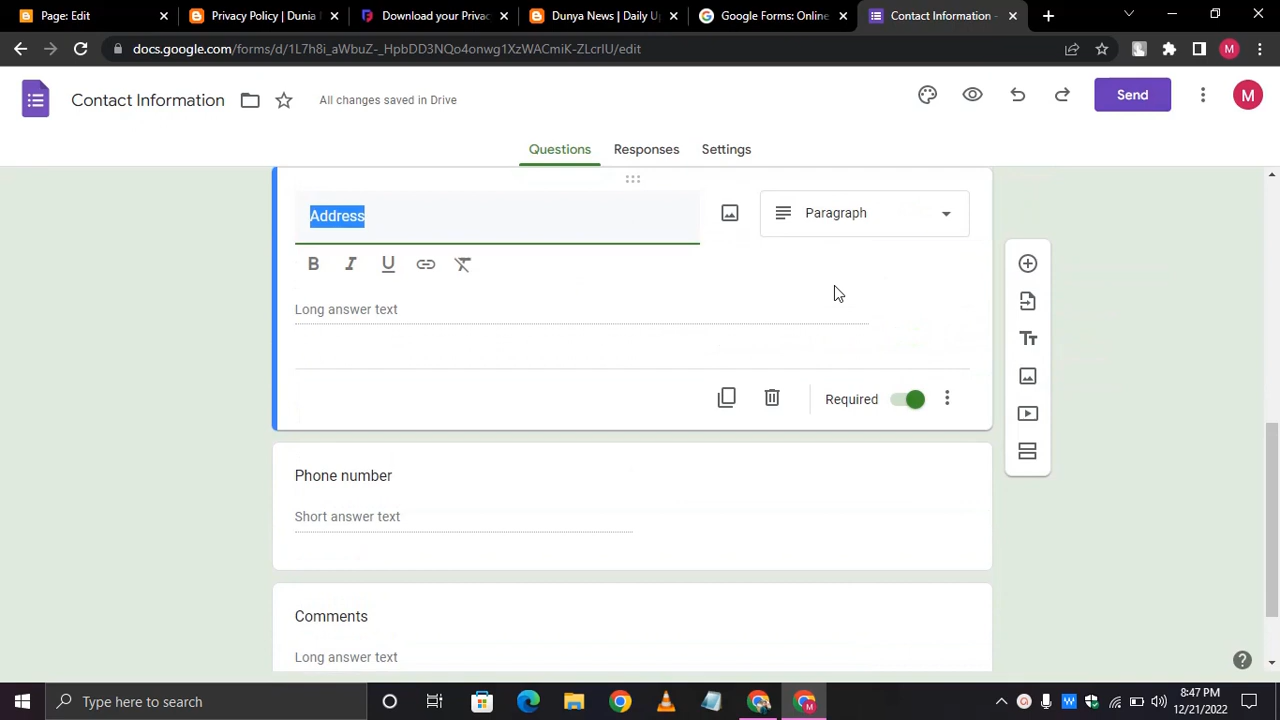 Page: Edit
Privacy Policy | Dunia
Download your Priva
Dunya News | Daily U
Google Forms: Online
Contact Information -
docs.google.com/forms/d/1L7h8i_aWbuZ-_HpbDD3NQo4onwg1XzWACmiK-ZLcrIU/edit
M
Contact Information
All changes saved in Drive
Send
M
Questions
Responses
Settings
Address
Paragraph
B I U
Long answer text
Required
Phone number
Short answer text
Comments
Long answer text
Type here to search
8:47 PM
12/21/2022